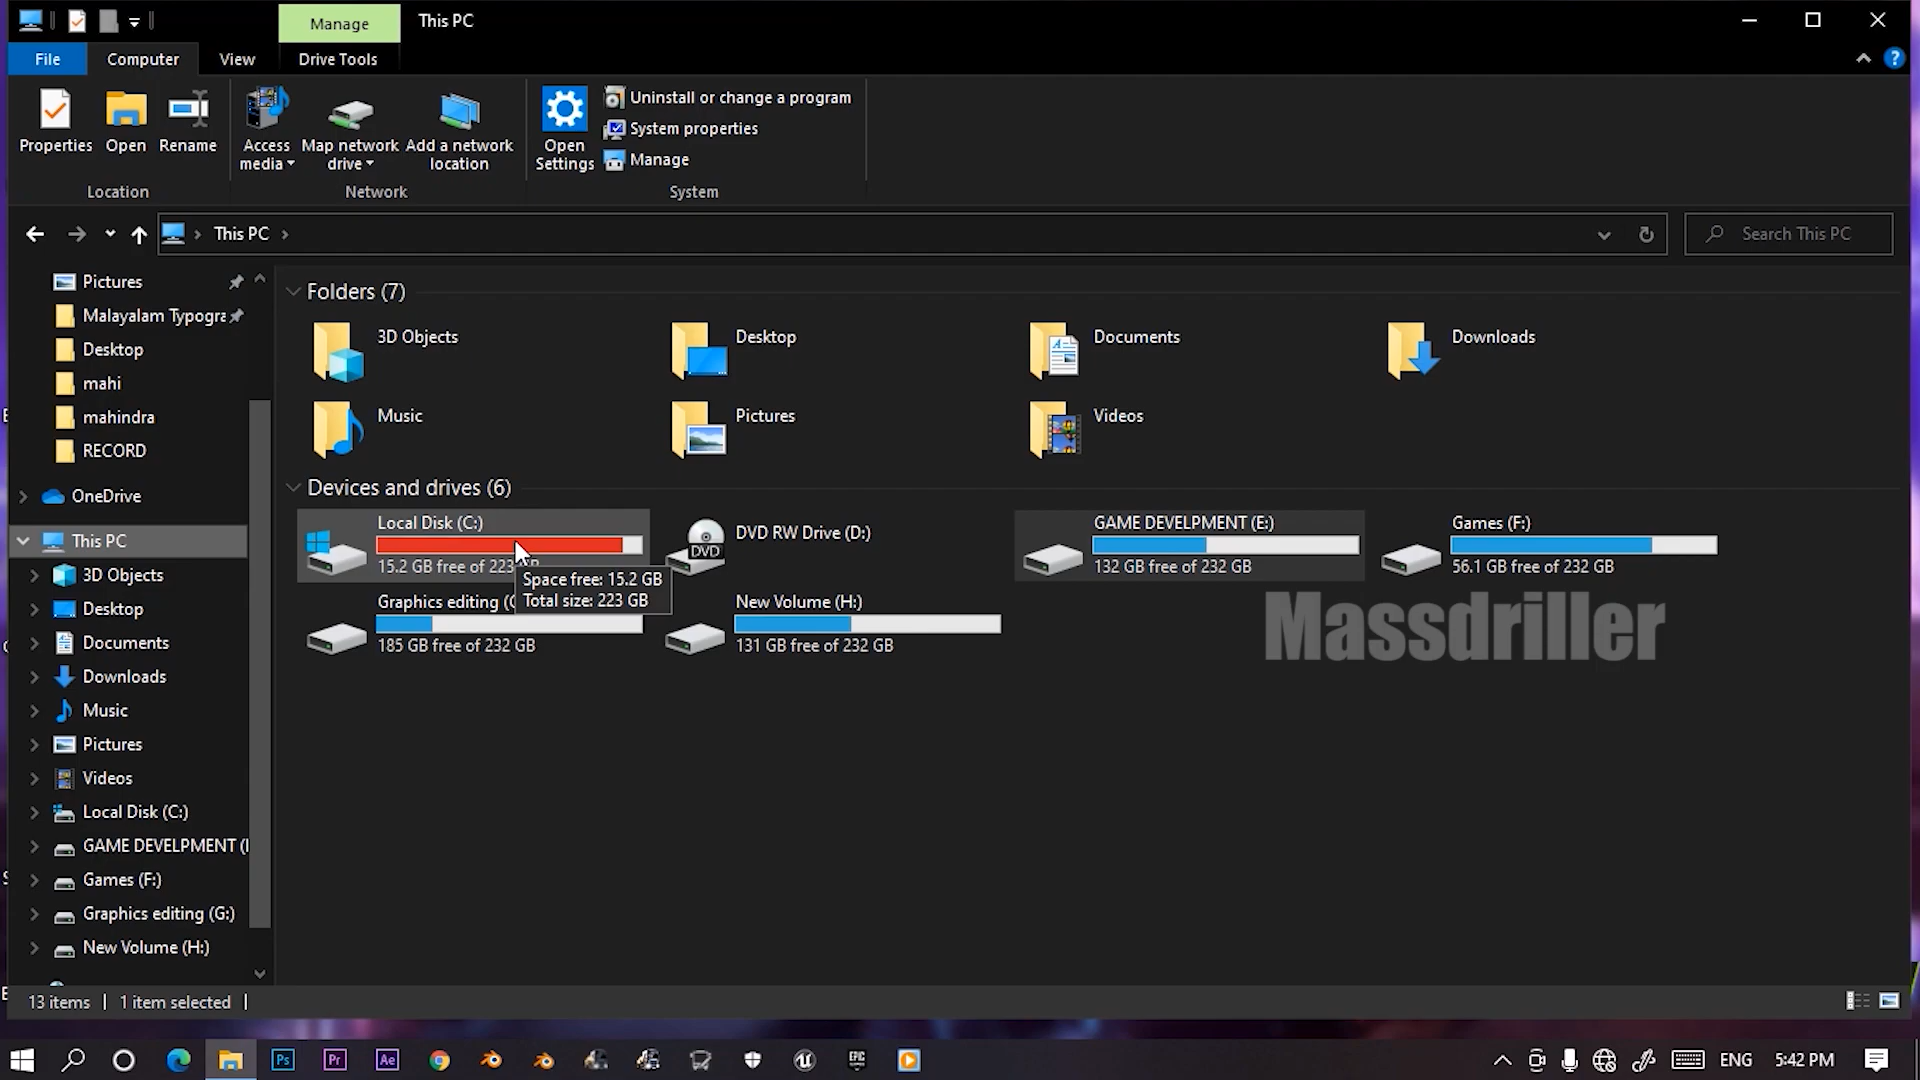 Manage
This PC
File
Computer
View
Drive Tools
?
Properties
Open
Rename
Access media
Map network drive
Add a network location
Open Settings
Uninstall or change a program
System properties
Manage
Location
Network
System
This PC
Search This PC
Pictures
Malayalam Typogra
Desktop
mahi
mahindra
RECORD
OneDrive
This PC
3D Objects
Desktop
Documents
Downloads
Music
Pictures
Videos
Local Disk (C:)
GAME DEVELPMENT (
Games (F:)
Graphics editing (G:)
New Volume (H:)
Folders (7)
3D Objects
Desktop
Documents
Downloads
Music
Pictures
Videos
Devices and drives (6)
Local Disk (C:)
15.2 GB free of 223
DVD RW Drive (D:)
DVD
GAME DEVELPMENT (E:)
132 GB free of 232 GB
Games (F:)
56.1 GB free of 232 GB
Space free: 15.2 GB
Total size: 223 GB
Graphics editing (
185 GB free of 232 GB
New Volume (H:)
131 GB free of 232 GB
Massdriller
13 items
1 item selected
Ps
Pr
Ae
EPIC
ENG
5:42 PM